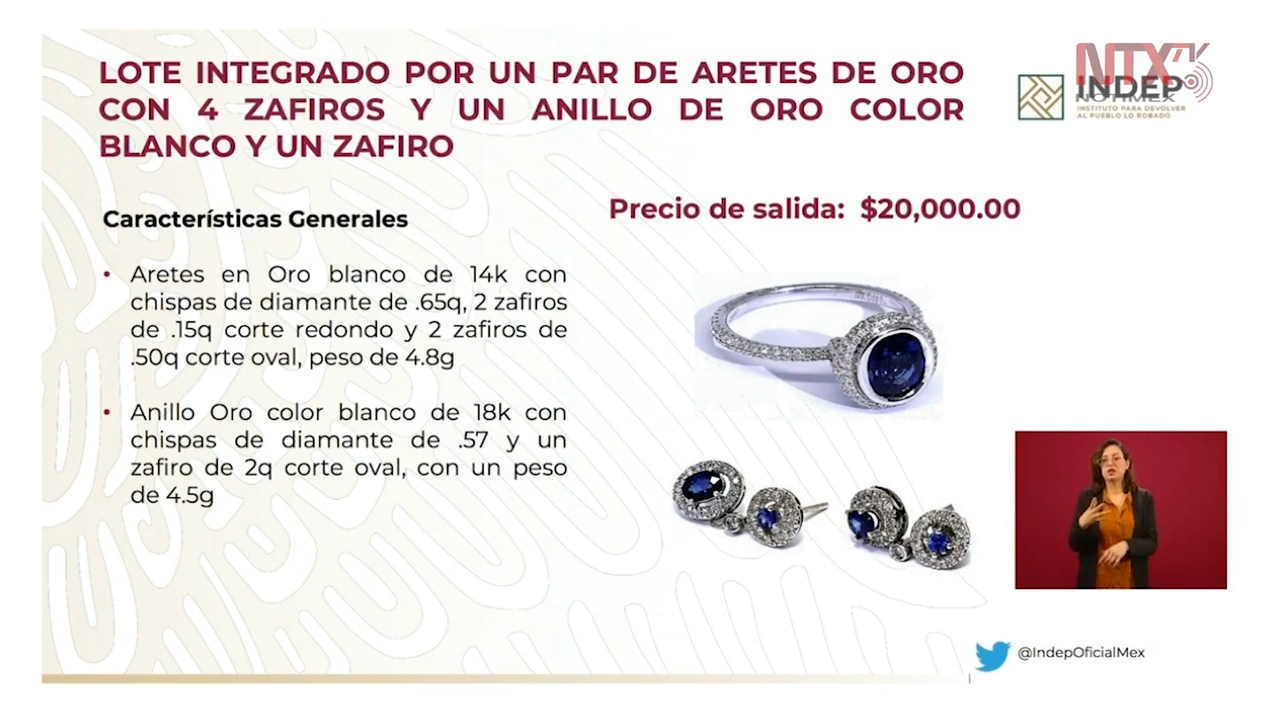 LOTE INTEGRADO POR UN PAR DE ARETES DE ORO
CON 4 ZAFIROS Y UN ANILLO DE ORO COLOR
BLANCO Y UN ZAFIRO
NTX
INDEP
NOTIMEX
INSTITUTO PARA DEVOLVER
AL PUEBLO LO ROBADO
Precio de salida: $20,000.00
Características Generales
• Aretes en Oro blanco de 14k con
chispas de diamante de .65q, 2 zafiros
de .15q corte redondo y 2 zafiros de
.50q corte oval, peso de 4.8g
• Anillo Oro color blanco de 18k con
chispas de diamante de .57 y un
zafiro de 2q corte oval, con un peso
de 4.5g
@IndepOficialMex